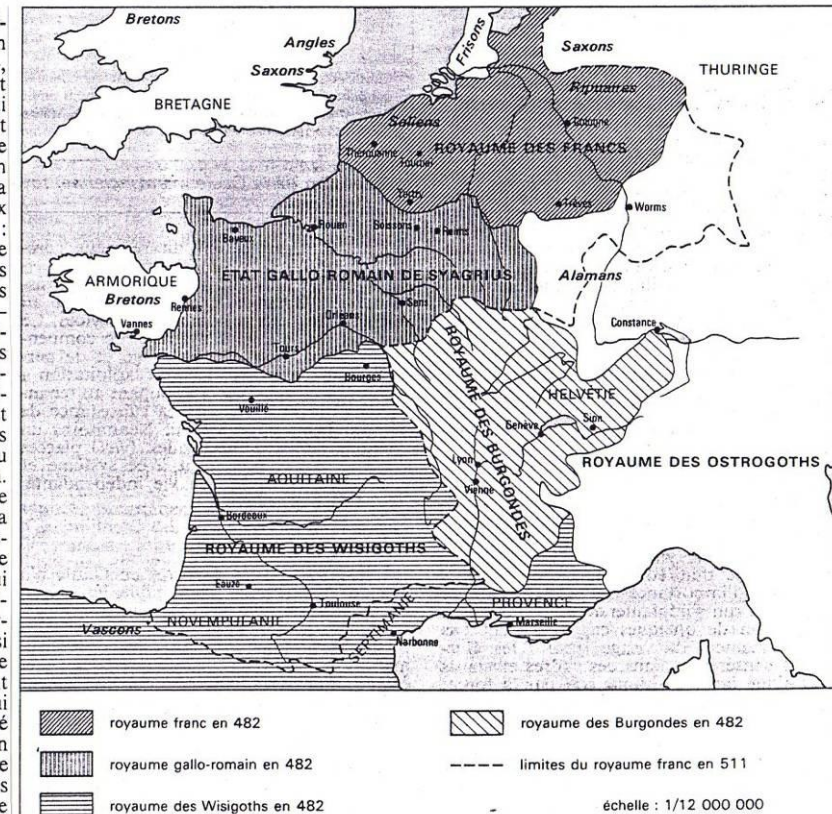 Bretons
Angles
Saxons
Frisons
Saxons
THURINGE
BRETAGNE
Ripuaires
Saliens
Cologne
ROYAUME DES FRANCS
Thérouanne
Tournai
Trèves
Worms
Rouen
Soissons
Reims
Bayeux
ARMORIQUE
Bretons
ETAT GALLO ROMAIN DE SYAGRIUS
Alamans
Rennes
Sens
Vannes
Orléans
Constance
Tours
Bourges
ROYAUME DES BURGONDES
HELVÉTIE
Vouillé
Genève
Sion
Lyon
ROYAUME DES OSTROGOTHS
AQUITAINE
Vienne
Bordeaux
ROYAUME DES WISIGOTHS
Eauze
Toulouse
PROVENCE
NOVEMPULANIE
Vascons
SEPTIMANIE
Marseille
Narbonne
royaume franc en 482
royaume des Burgondes en 482
royaume gallo-romain en 482
limites du royaume franc en 511
royaume des Wisigoths en 482
échelle : 1/12 000 000